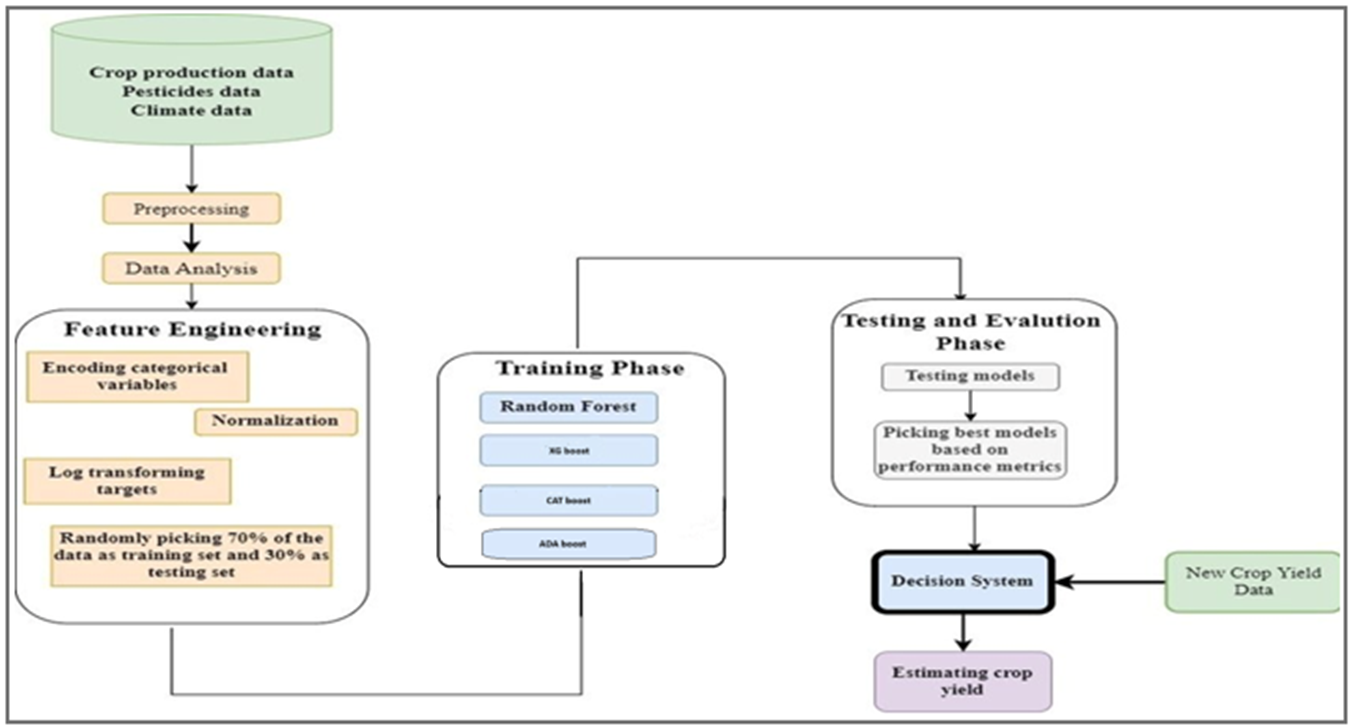 Crop production data
Pesticides data
Climate data
Preprocessing
Data Analysis
Feature Engineering
Encoding categorical
variables
Normalization
Log transforming
targets
Randomly picking 70% of the
data as training set and 30% as
testing set
Training Phase
Random Forest
XG boost
CAT boost
ADA boost
Testing and Evalution
Phase
Testing models
Picking best models
based on
performance metrics
Decision System
New Crop Yield
Data
Estimating crop
yield